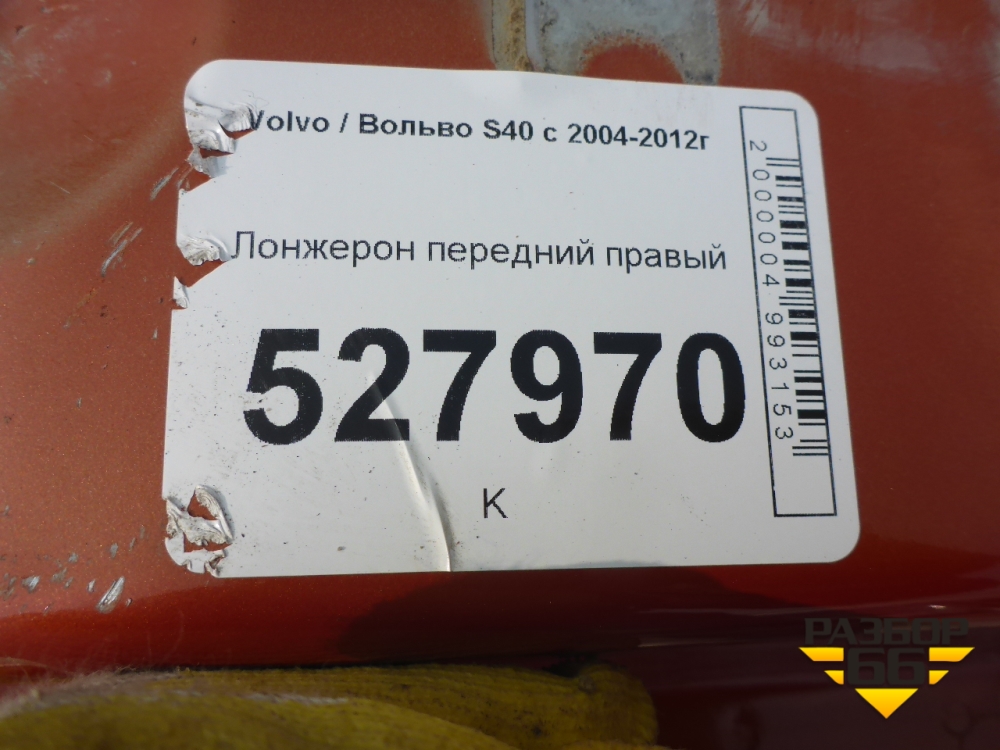 Volvo / Вольво S40 с 2004-2012г
Лонжерон передний правый
527970
К
2000004993153
РАЗБОР
66